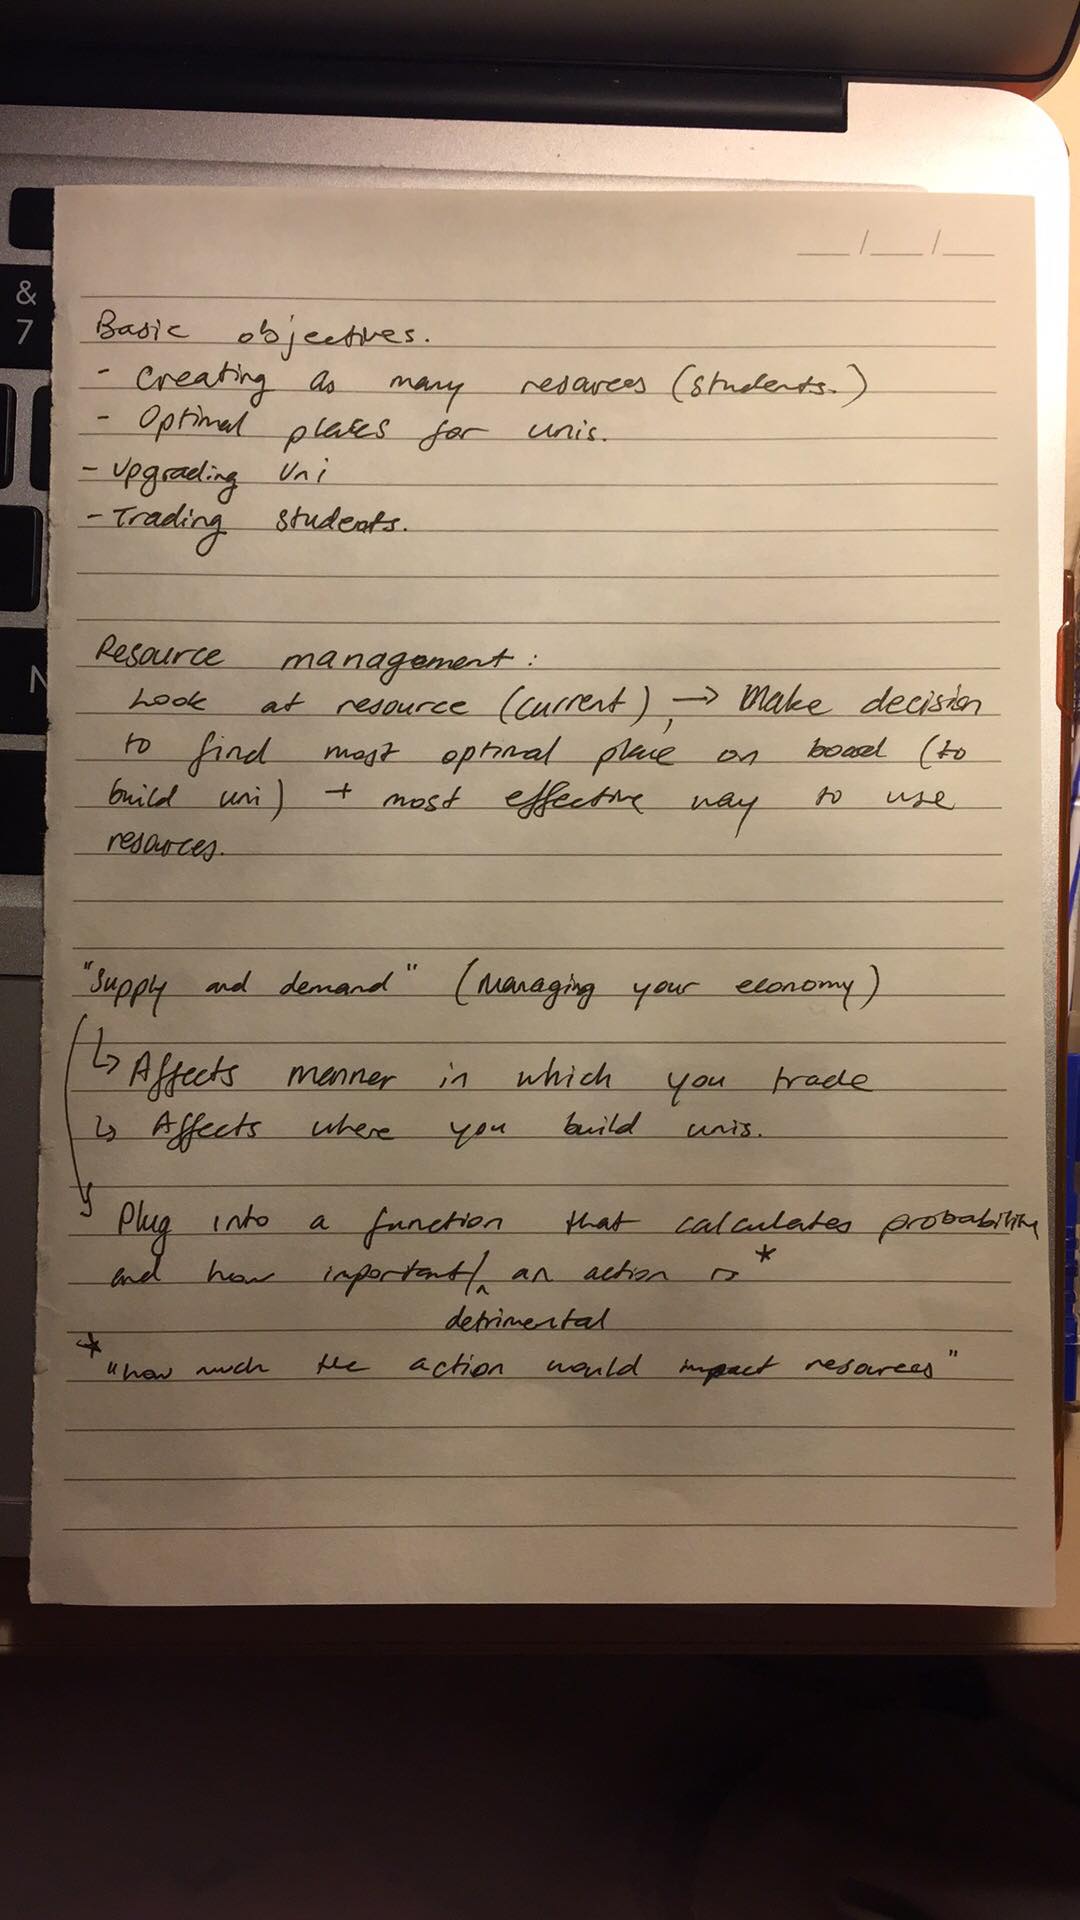 &
7
N
___/___/___
Basic objectives.
- Creating as many resources (students.)
- Optimal places for unis.
- Upgrading Uni
- Trading students.
Resource management:
Look at resource (current), → Make decision
to find most optimal place on board (to
build uni) + most effective way to use
resources.
"Supply and demand" (Managing your economy)
↳ Affects manner in which you trade
↳ Affects where you build unis.
↳ Plug into a function that calculates probability
and how important/^ an action is *
detrimental
* "how much the action would impact resources"